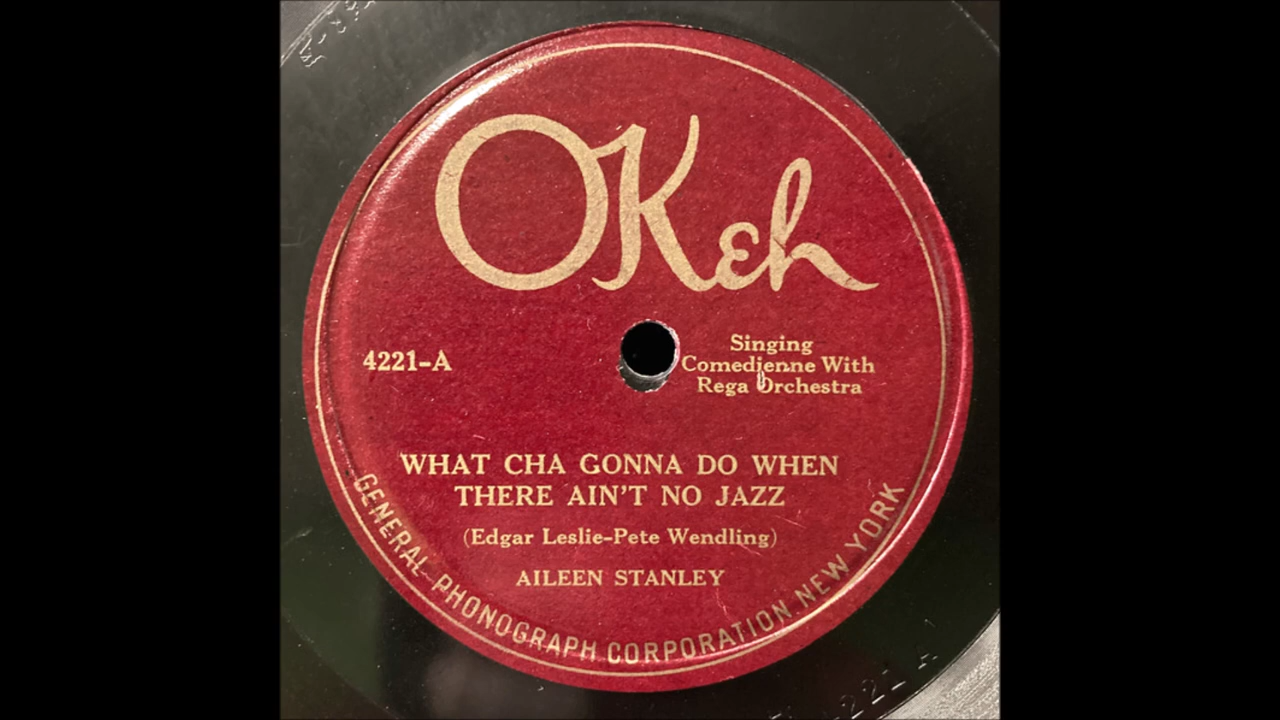 OKeh
4221-A
Singing
Comedienne With
Rega Orchestra
WHAT CHA GONNA DO WHEN
THERE AIN'T NO JAZZ
(Edgar Leslie-Pete Wendling)
AILEEN STANLEY
GENERAL PHONOGRAPH CORPORATION NEW YORK